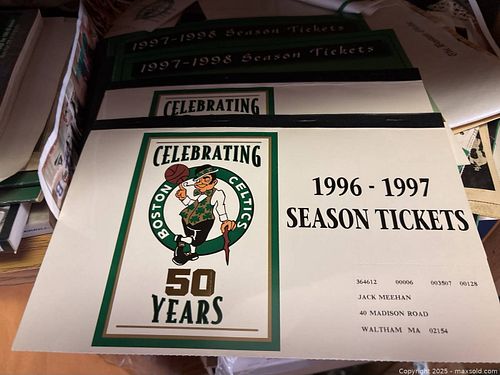 1997-1998 Season Tickets
1997-1998 Season Tickets
CELEBRATING
CELEBRATING
BOSTON CELTICS
50
YEARS
1996 - 1997
SEASON TICKETS
364612 00006 003507 00128
JACK MEEHAN
40 MADISON ROAD
WALTHAM MA 02154
Copyright 2025 - maxsold.com